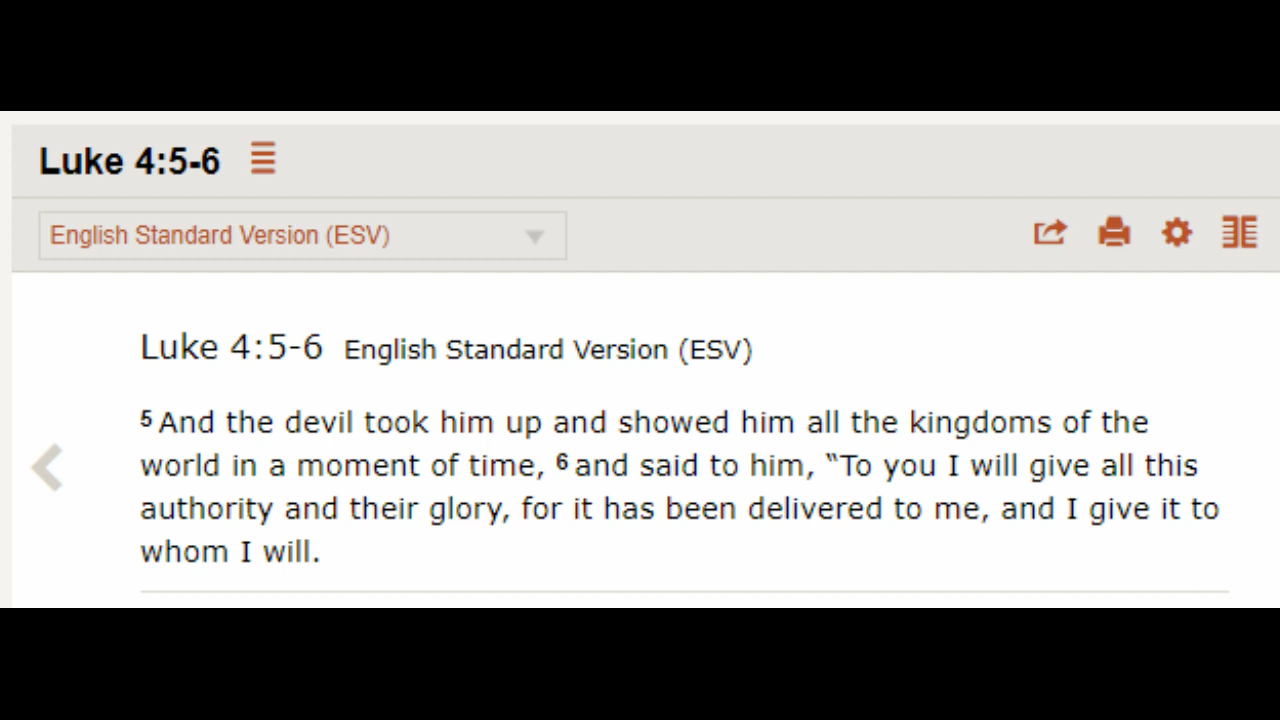 Luke 4:5-6
English Standard Version (ESV)
Luke 4:5-6 English Standard Version (ESV)
5 And the devil took him up and showed him all the kingdoms of the
world in a moment of time, 6 and said to him, “To you I will give all this
authority and their glory, for it has been delivered to me, and I give it to
whom I will.